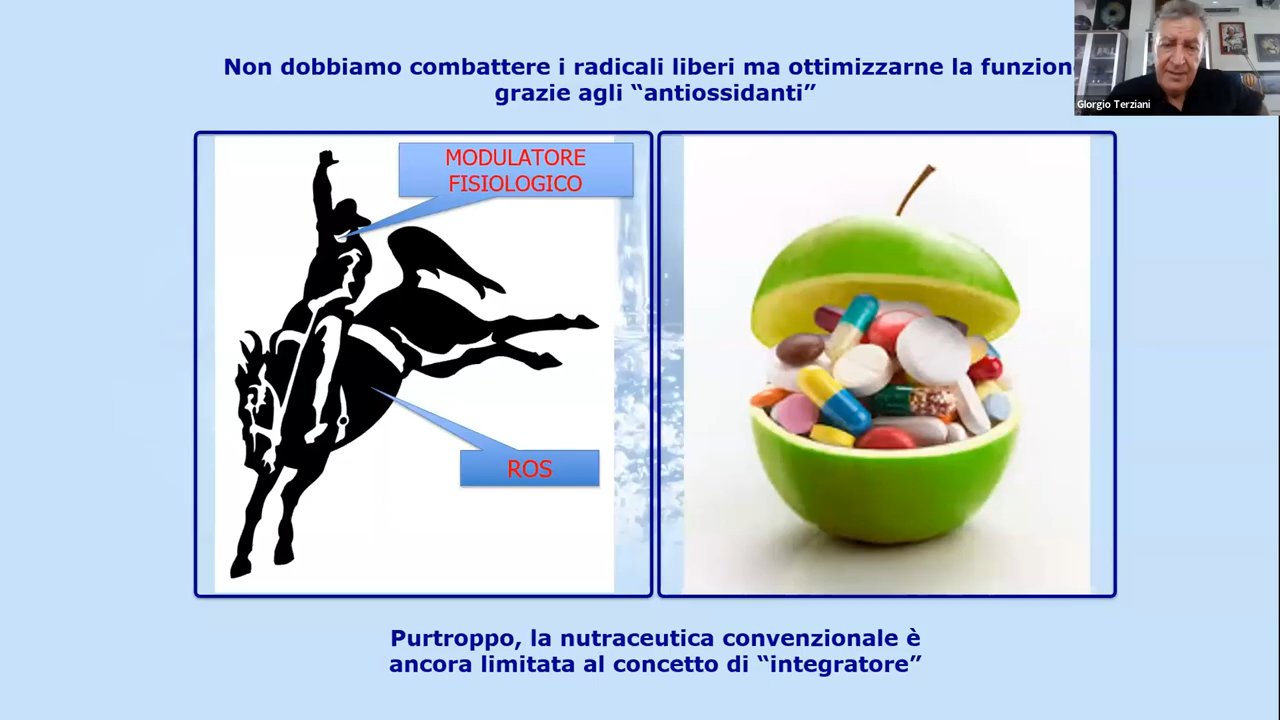 Non dobbiamo combattere i radicali liberi ma ottimizzarne la funzion
grazie agli “antiossidanti”
Giorgio Terziani
MODULATORE
FISIOLOGICO
ROS
Purtroppo, la nutraceutica convenzionale è
ancora limitata al concetto di “integratore”